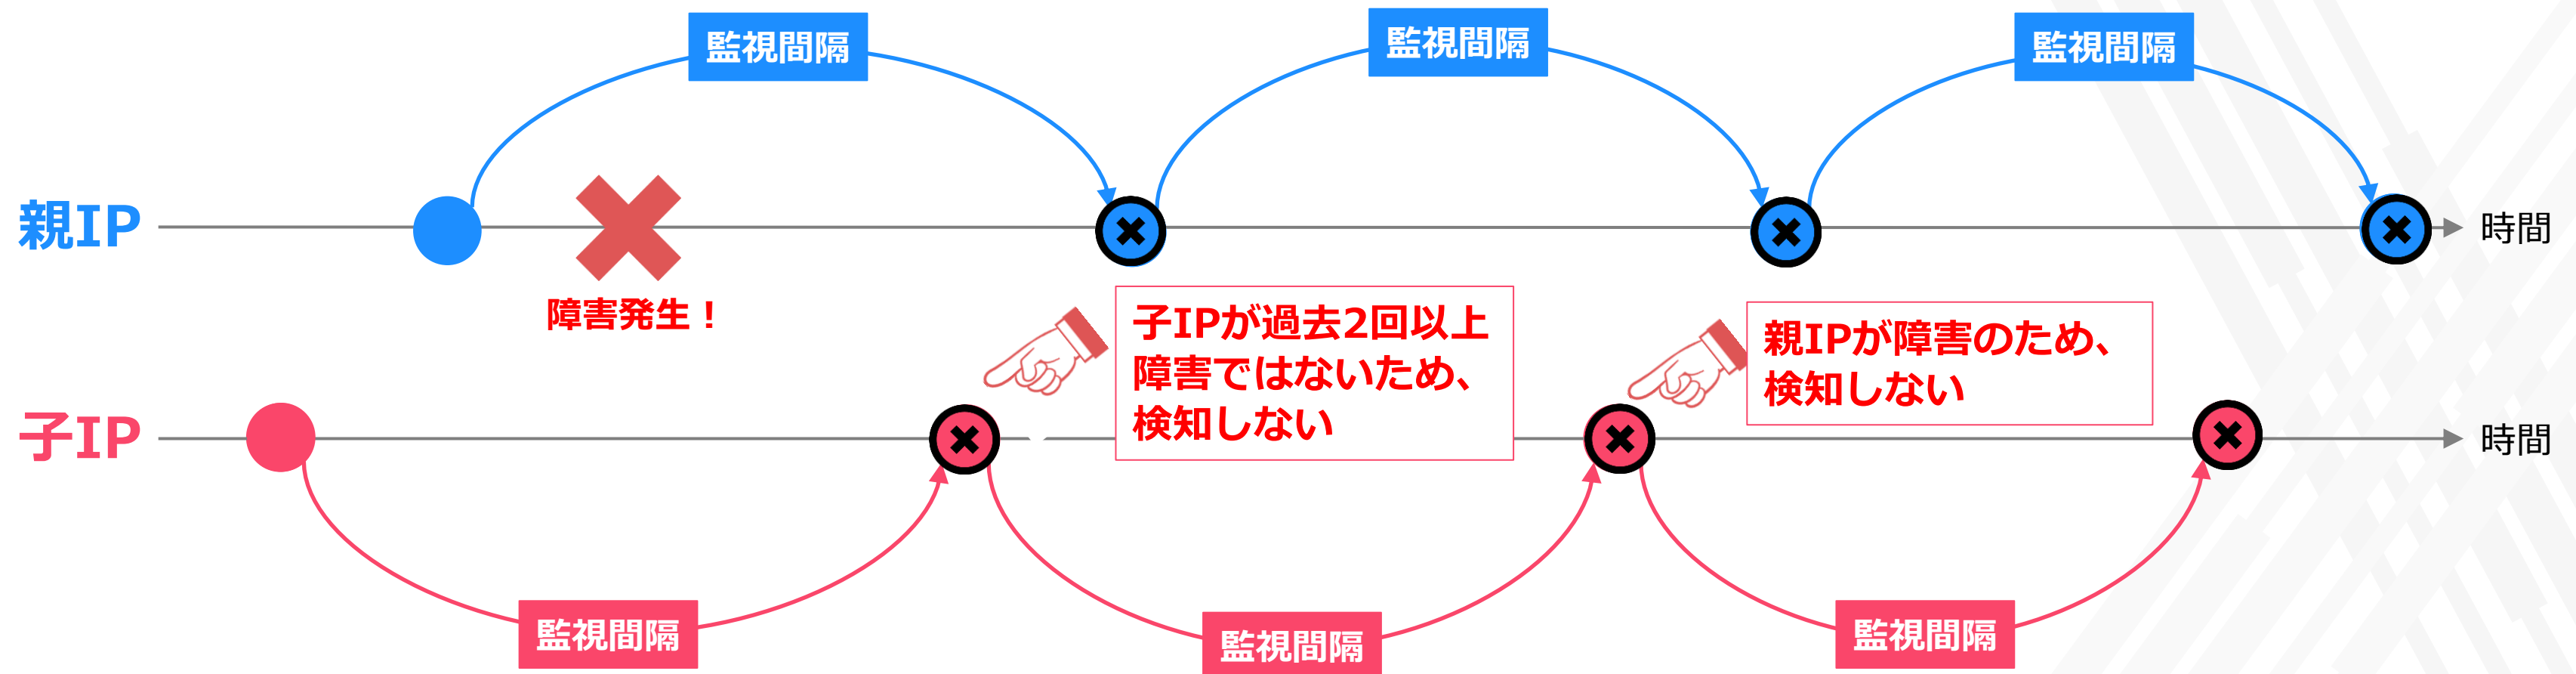 監視間隔
監視間隔
監視間隔
親IP
時間
障害発生！
子IPが過去2回以上
障害ではないため、
検知しない
親IPが障害のため、
検知しない
子IP
時間
監視間隔
監視間隔
監視間隔